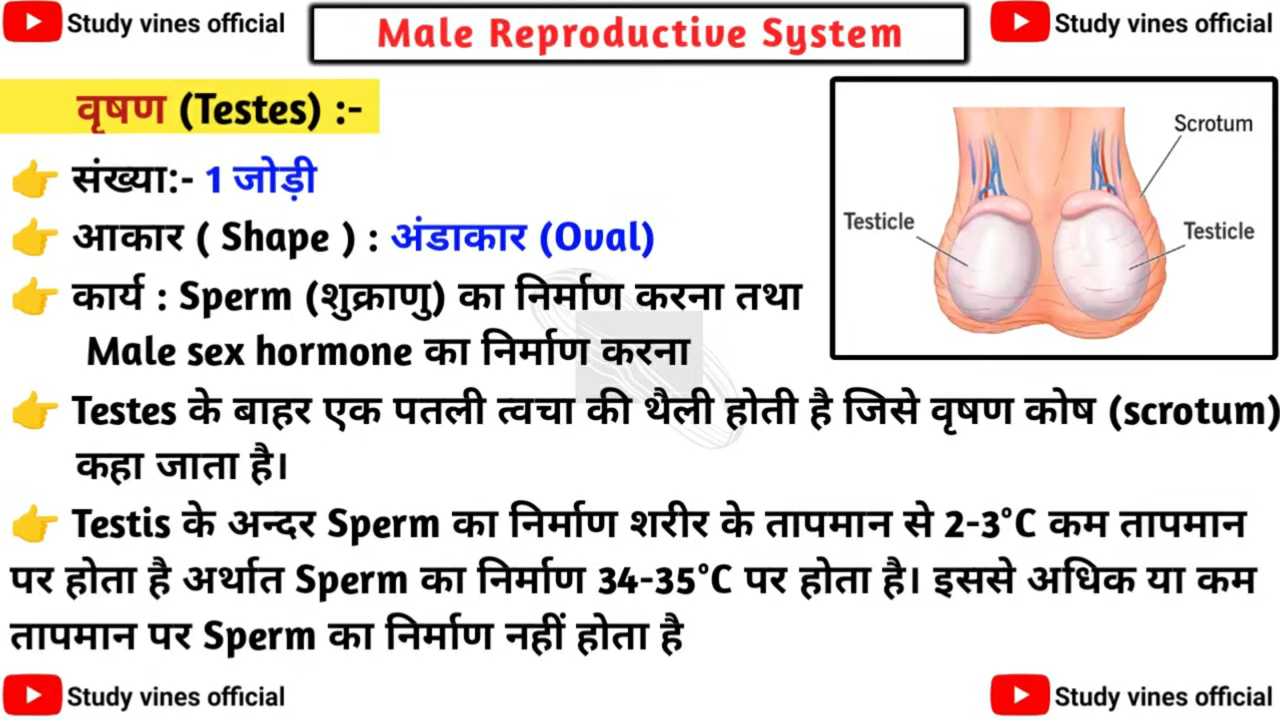 Study vines official
Male Reproductive System
Study vines official
वृषण (Testes) :-
👉 संख्या:- 1 जोड़ी
👉 आकार ( Shape ) : अंडाकार (Oval)
👉 कार्य : Sperm (शुक्राणु) का निर्माण करना तथा
Male sex hormone का निर्माण करना
Scrotum
Testicle
Testicle
👉 Testes के बाहर एक पतली त्वचा की थैली होती है जिसे वृषण कोष (scrotum)
कहा जाता है।
👉 Testis के अन्दर Sperm का निर्माण शरीर के तापमान से 2-3°C कम तापमान
पर होता है अर्थात Sperm का निर्माण 34-35°C पर होता है। इससे अधिक या कम
तापमान पर Sperm का निर्माण नहीं होता है
Study vines official
Study vines official